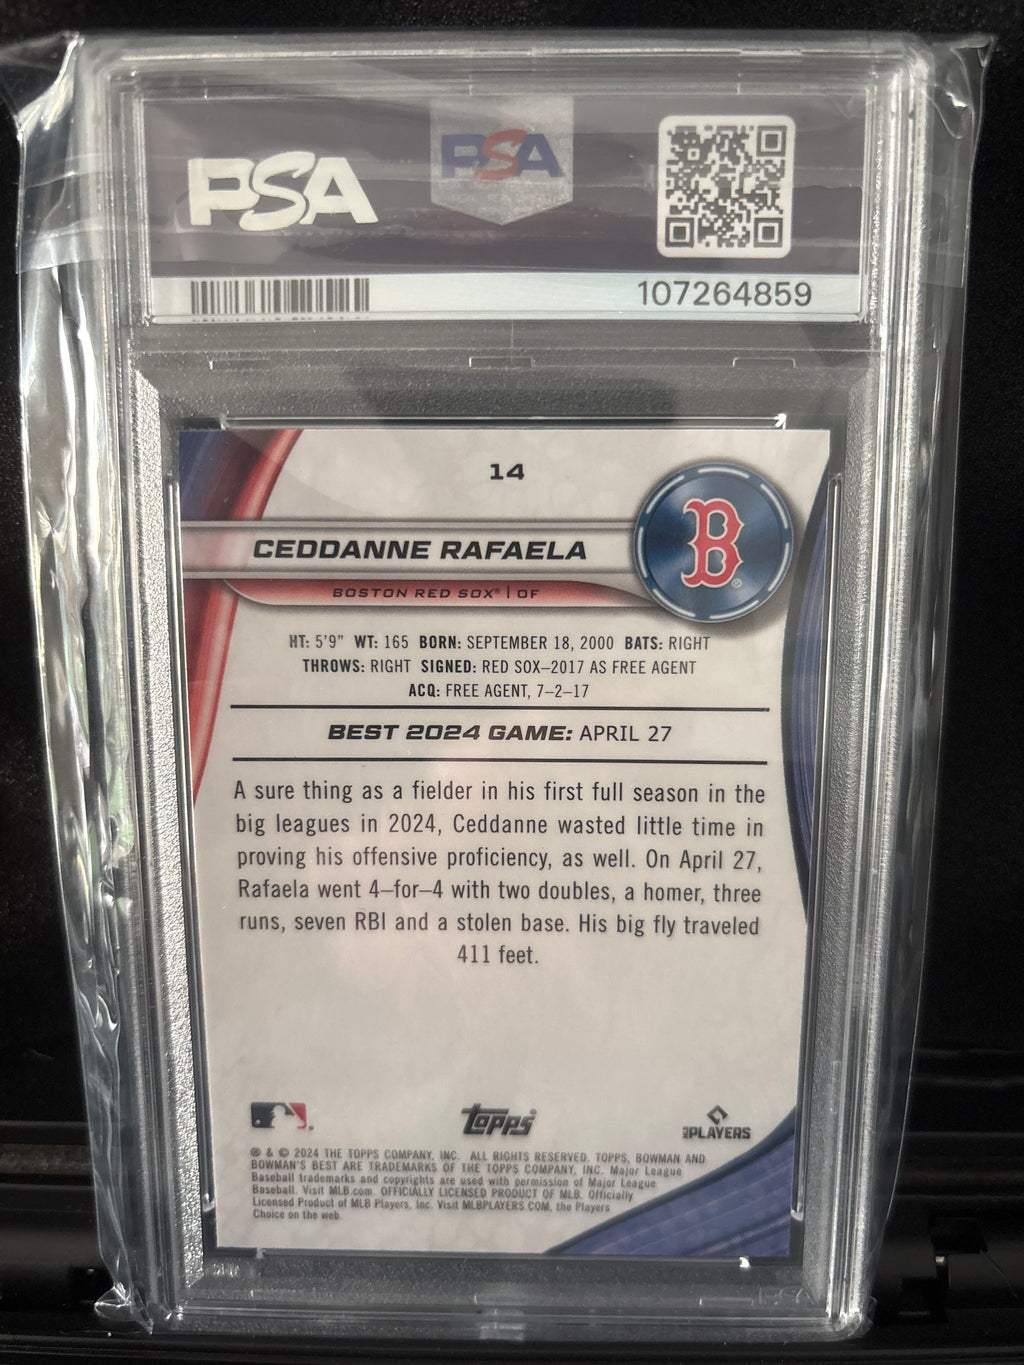 PSA
PSA
107264859
14
B
CEDDANNE RAFAELA
BOSTON RED SOX® | OF
HT: 5'9" WT: 165 BORN: SEPTEMBER 18, 2000 BATS: RIGHT
THROWS: RIGHT SIGNED: RED SOX–2017 AS FREE AGENT
ACQ: FREE AGENT, 7–2–17
BEST 2024 GAME: APRIL 27
A sure thing as a fielder in his first full season in the
big leagues in 2024, Ceddanne wasted little time in
proving his offensive proficiency, as well. On April 27,
Rafaela went 4–for–4 with two doubles, a homer, three
runs, seven RBI and a stolen base. His big fly traveled
411 feet.
topps
PLAYERS
® & © 2024 THE TOPPS COMPANY, INC. ALL RIGHTS RESERVED. TOPPS, BOWMAN AND
BOWMAN'S BEST ARE TRADEMARKS OF THE TOPPS COMPANY, INC. Major League
Baseball trademarks and copyrights are used with permission of Major League
Baseball. Visit MLB.com. OFFICIALLY LICENSED PRODUCT OF MLB. Officially
Licensed Product of MLB Players, Inc. Visit MLBPLAYERS.COM, the Players
Choice on the web.